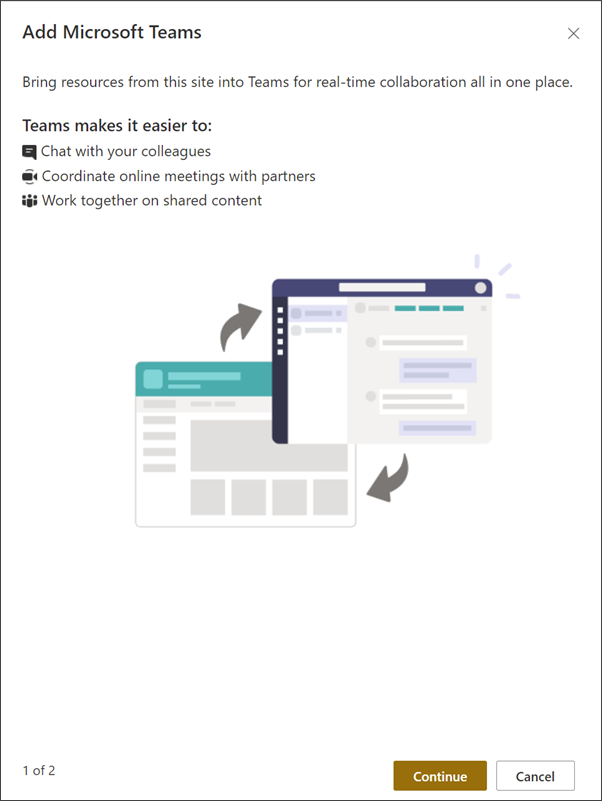 Add Microsoft Teams
Bring resources from this site into Teams for real-time collaboration all in one place.
Teams makes it easier to:
Chat with your colleagues
Coordinate online meetings with partners
Work together on shared content
1 of 2
Continue
Cancel